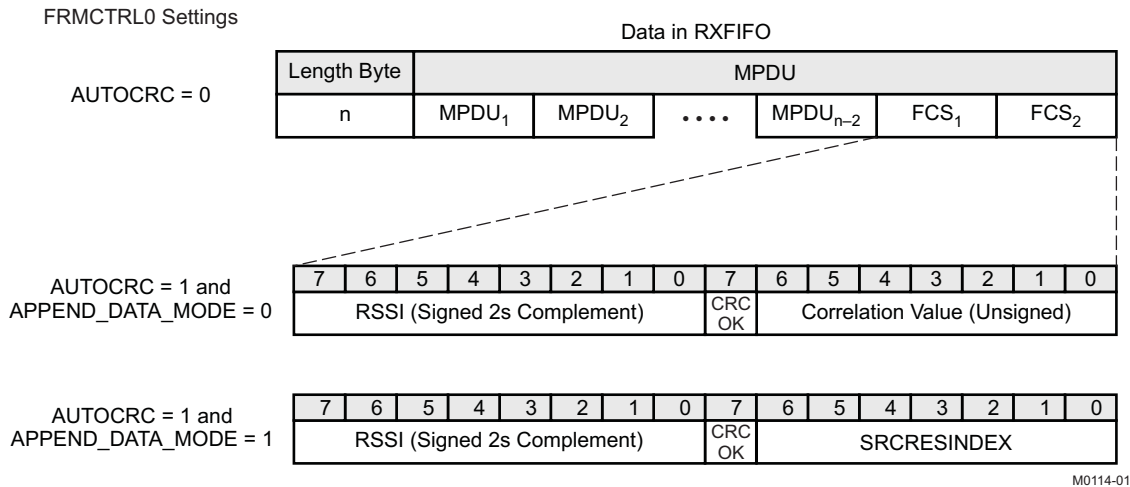 FRMCTRL0 Settings
Data in RXFIFO
Length Byte MPDU
AUTOCRC = 0
n MPDU₁ MPDU₂ • • • • MPDUₙ₋₂ FCS₁ FCS₂
7 6 5 4 3 2 1 0 7 6 5 4 3 2 1 0
AUTOCRC = 1 and
APPEND_DATA_MODE = 0
RSSI (Signed 2s Complement) CRC
OK
Correlation Value (Unsigned)
7 6 5 4 3 2 1 0 7 6 5 4 3 2 1 0
AUTOCRC = 1 and
APPEND_DATA_MODE = 1
RSSI (Signed 2s Complement) CRC
OK
SRCRESINDEX
M0114-01